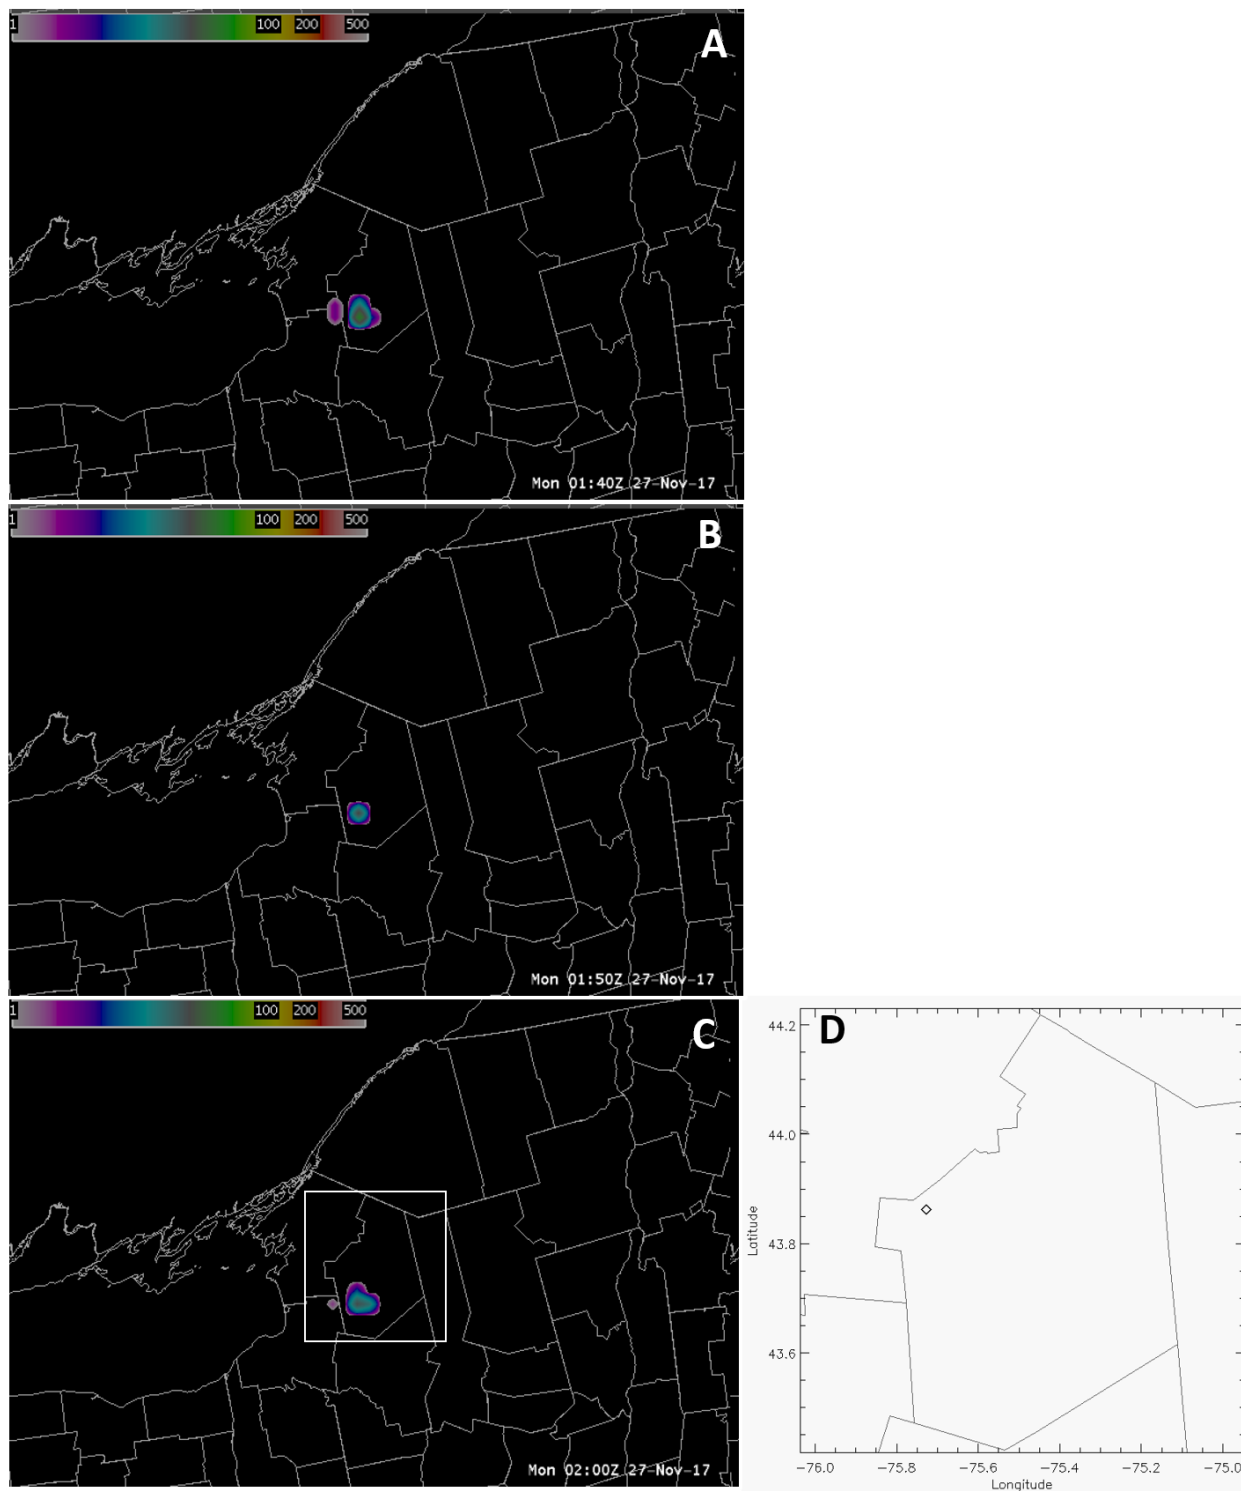 1 100 200 500
A
Mon 01:40Z 27-Nov-17
1 100 200 500
B
Mon 01:50Z 27-Nov-17
1 100 200 500
C
Mon 02:00Z 27-Nov-17
D
44.2
44.0
43.8
43.6
Latitude
−76.0 −75.8 −75.6 −75.4 −75.2 −75.0
Longitude